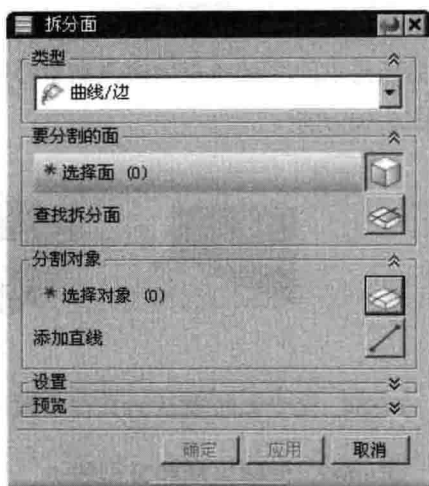 拆分面
类型
曲线/边
要分割的面
* 选择面 (0)
查找拆分面
分割对象
* 选择对象 (0)
添加直线
设置
预览
确定 应用 取消